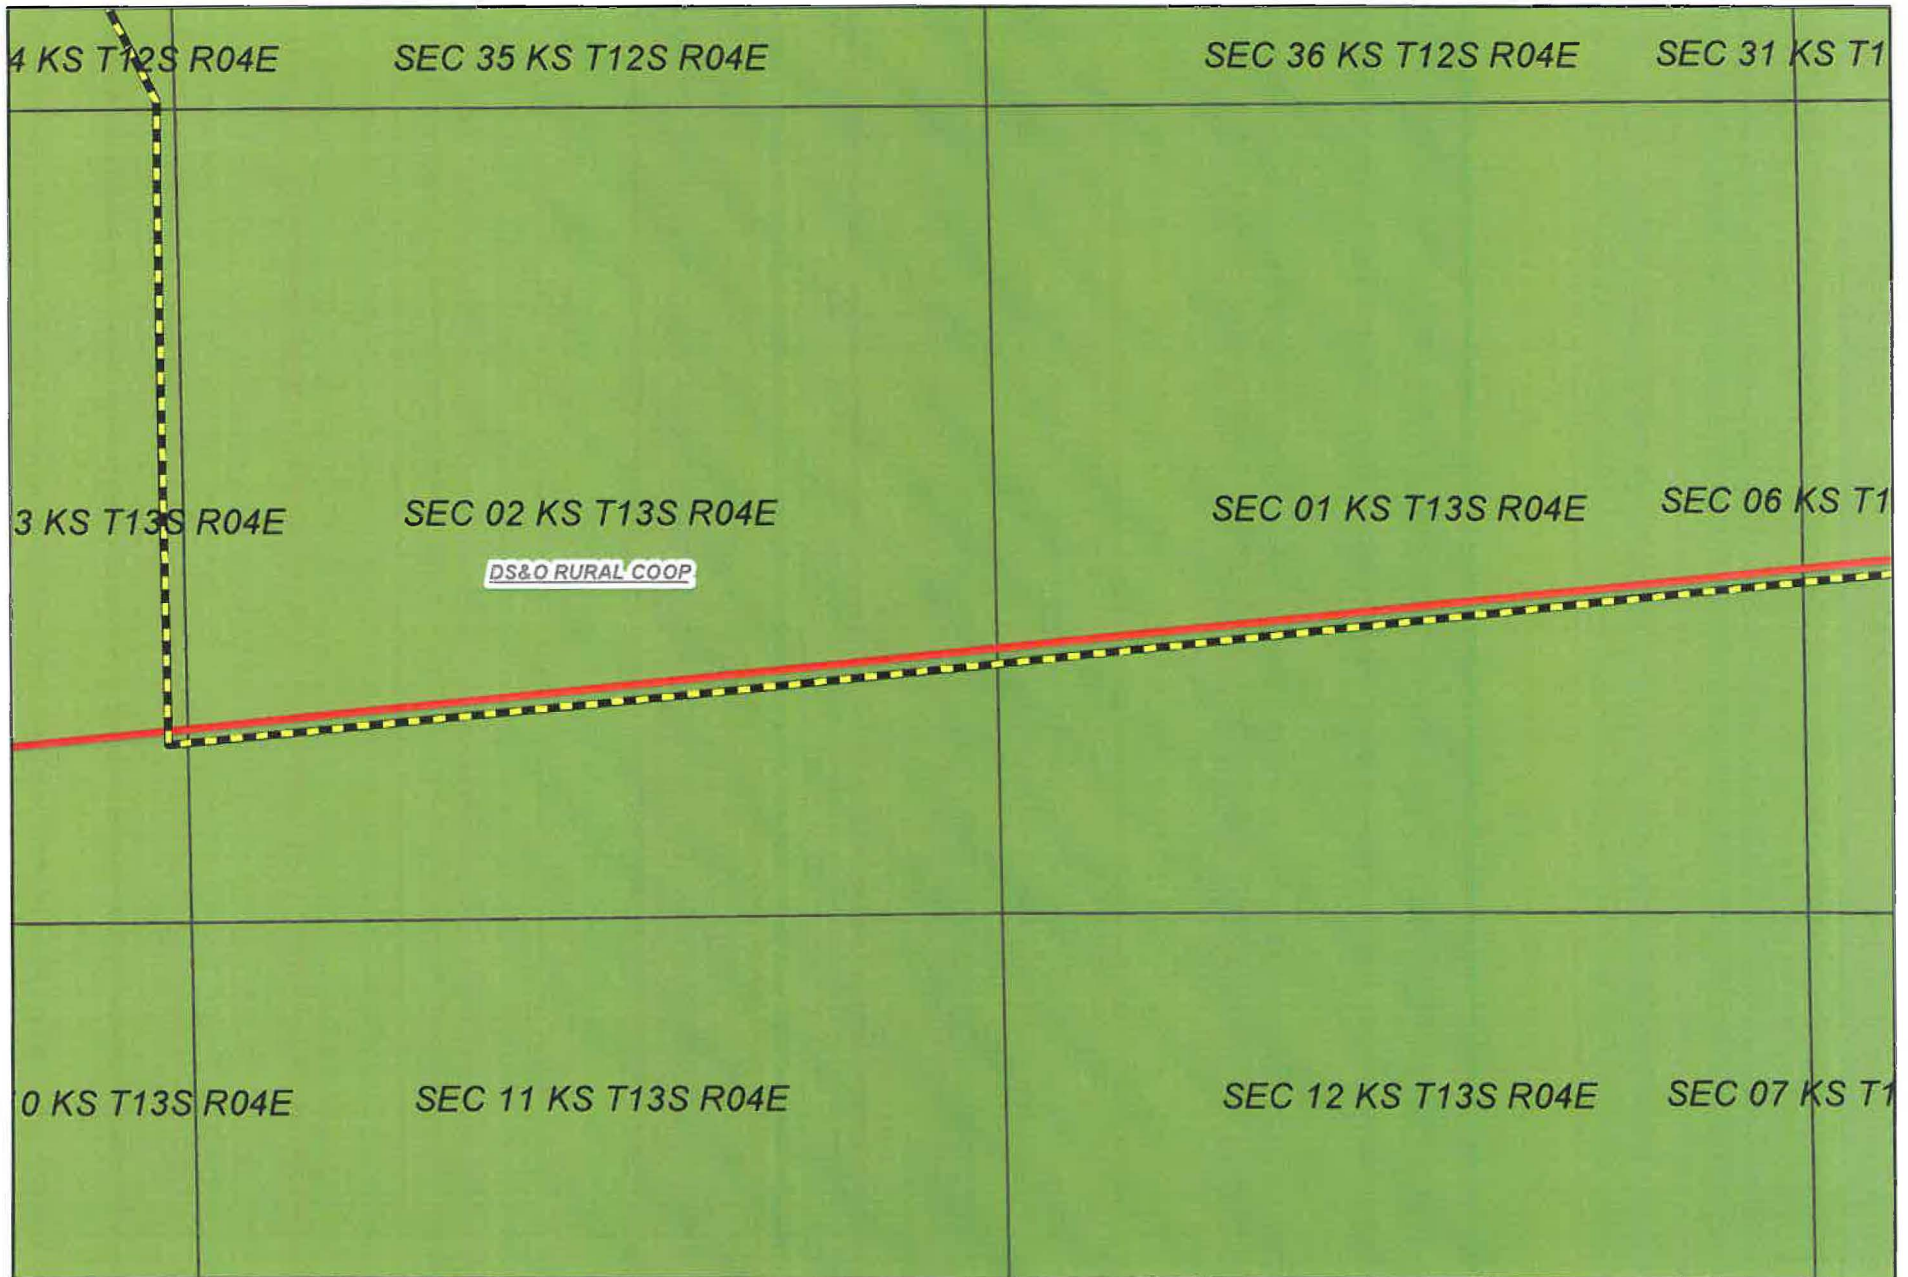 4 KS T12S R04E
SEC 35 KS T12S R04E
SEC 36 KS T12S R04E
SEC 31 KS T1
3 KS T13S R04E
SEC 02 KS T13S R04E
SEC 01 KS T13S R04E
SEC 06 KS T1
DS&O RURAL COOP
0 KS T13S R04E
SEC 11 KS T13S R04E
SEC 12 KS T13S R04E
SEC 07 KS T1